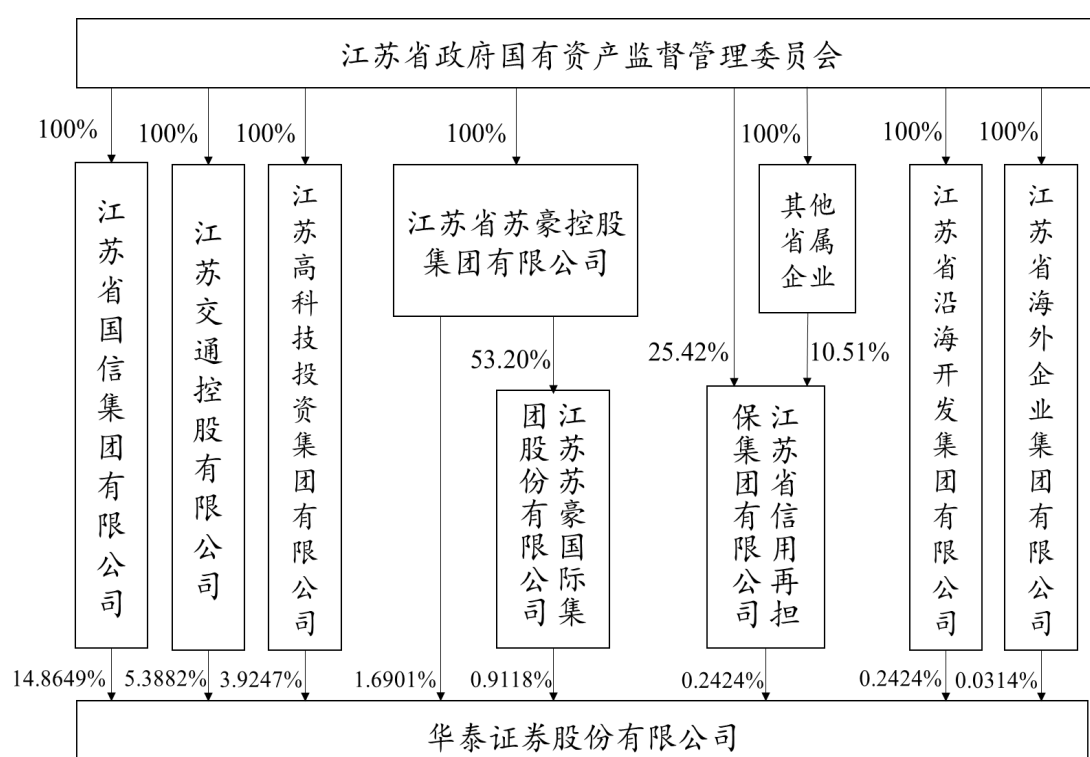 江苏省政府国有资产监督管理委员会
100%
100%
100%
100%
100%
100%
100%
江苏省国信集团有限公司
江苏交通控股有限公司
江苏高科技投资集团有限公司
江苏省苏豪控股
集团有限公司
其他
省属
企业
江苏省沿海开发集团有限公司
江苏省海外企业集团有限公司
53.20%
25.42%
10.51%
江苏苏豪国际集
团股份有限公司
江苏省信用再担
保集团有限公司
14.8649%
5.3882%
3.9247%
1.6901%
0.9118%
0.2424%
0.2424%
0.0314%
华泰证券股份有限公司